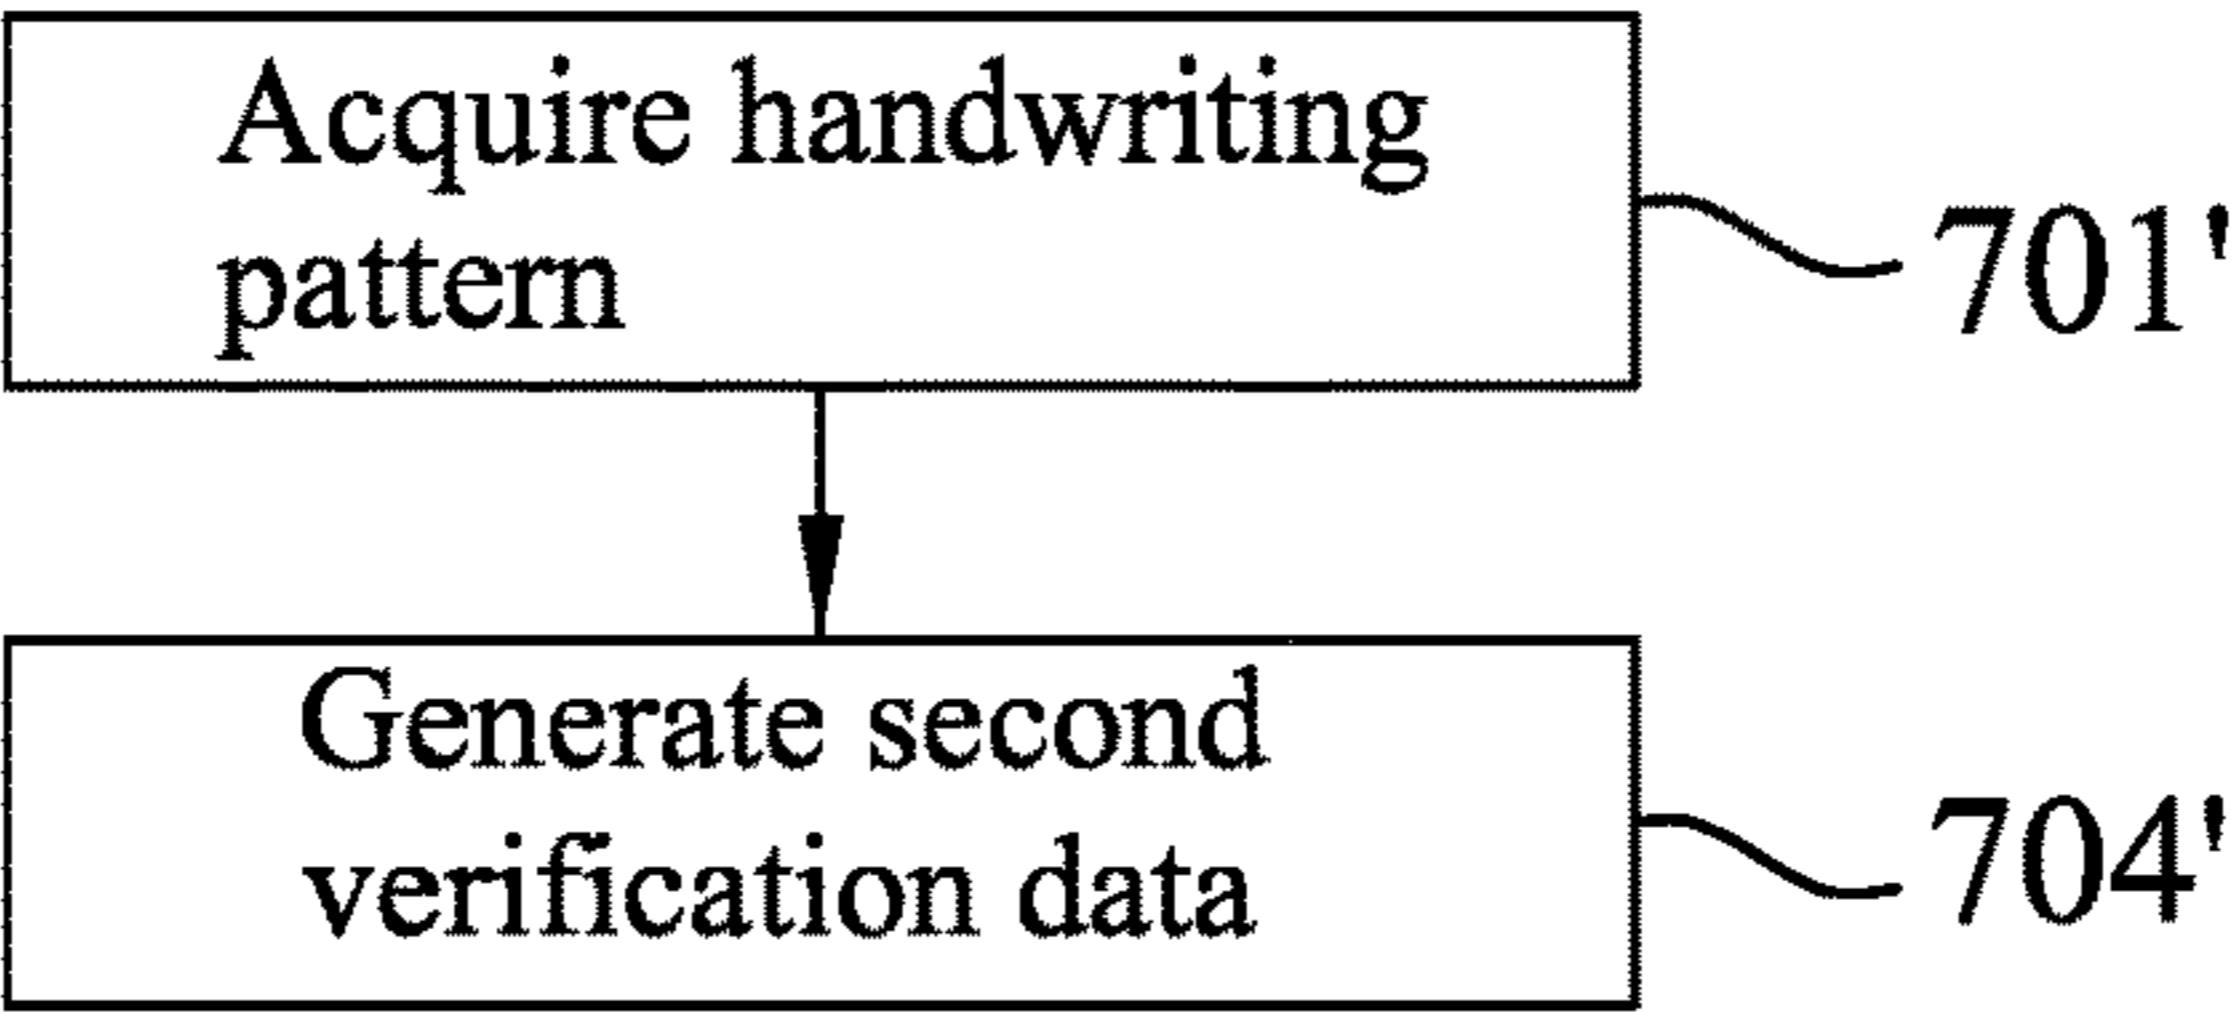 Acquire handwriting
pattern
701'
Generate second
verification data
704'